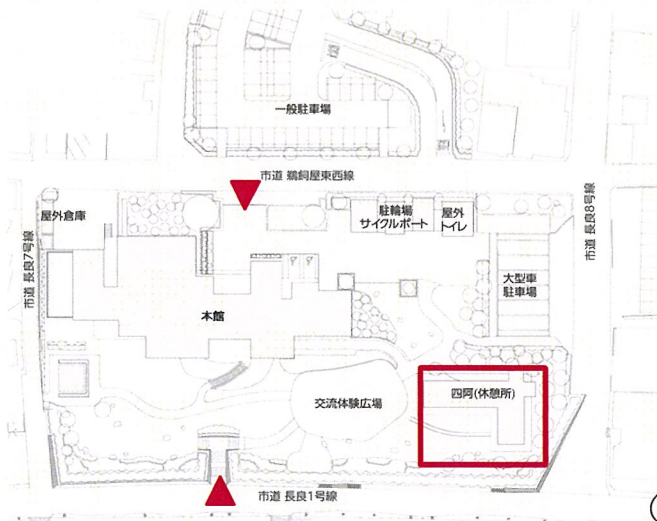 一般駐車場
市道 鵜飼屋東西線
屋外倉庫
駐輪場
サイクルポート
屋外
トイレ
市道 長良7号線
市道 長良8号線
大型車
駐車場
本館
交流体験広場
四阿(休憩所)
市道 長良1号線